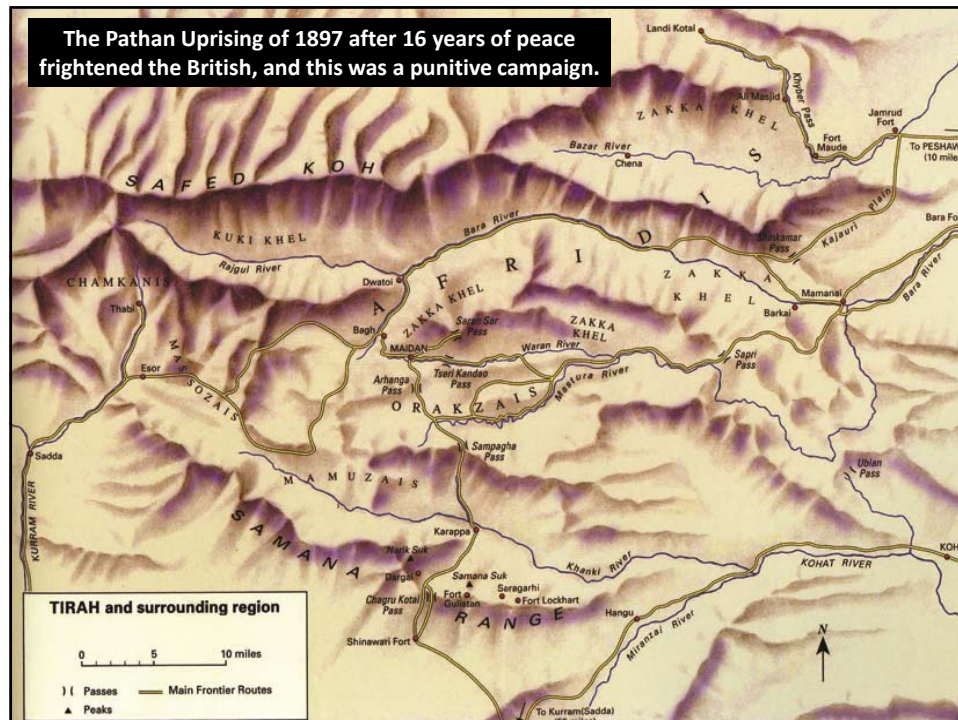 The Pathan Uprising of 1897 after 16 years of peace
frightened the British, and this was a punitive campaign.
Landi Kotal
Khyber Pass
Ali Masjid
ZAKKA KHEL
Jamrud
Fort
Fort
Maude
To PESHAW
(10 mile
Bazar River
Chena
SAFED KOH
AFRIDIS
Bara River
KUKI KHEL
Rajgul River
Shinkamar
Pass
Kajauri Plain
Bara Fo
Bara River
Dwatoi
ZAKKA
KHEL
Mamanai
Barkai
CHAMKANIS
Thabi
ZAKKA KHEL
Saran Sar
Pass
ZAKKA
KHEL
Bagh
MAIDAN
Waran River
Tseri Kandao
Pass
Sapri
Pass
MASSOZAIS
Esor
Arhanga
Pass
ORAKZAIS
Mastura River
Sampagha
Pass
Sadda
Ublan
Pass
MAMUZAIS
KURRAM RIVER
SAMANA
Karappa
Khanki River
KOHAT RIVER
KOH
Narik Suk
Dargai
Samana
Suk
Saragarhi
Chagru Kotal
Pass
Fort
Gulistan
Fort Lockhart
RANGE
Hangu
Miranzai River
Shinawari Fort
N
To Kurram(Sadda)
TIRAH and surrounding region
0 5 10 miles
Passes Main Frontier Routes
Peaks